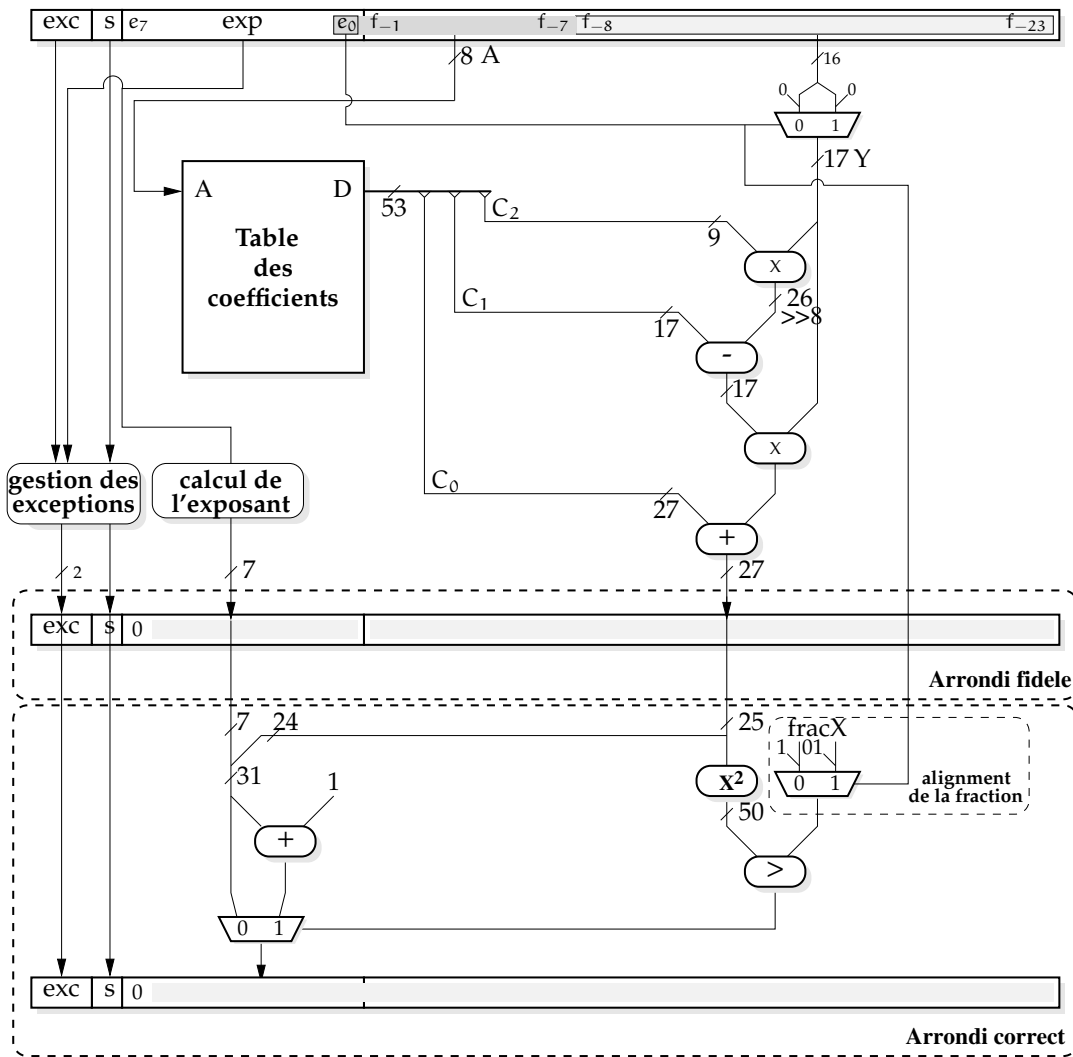 exc s e₇ exp e₀ f₋₁ f₋₇ f₋₈ f₋₂₃
8 A
16
0 0
0 1
17 Y
A D
53
C₂
9
Table
des
coefficients
x
26
>>8
C₁
17
-
17
x
C₀
27
+
27
gestion des
exceptions
calcul de
l'exposant
2
7
exc s 0
Arrondi fidele
7
24
25
fracX
1 01
0 1
alignment
de la fraction
31
1
x²
50
+
>
0 1
exc s 0
Arrondi correct